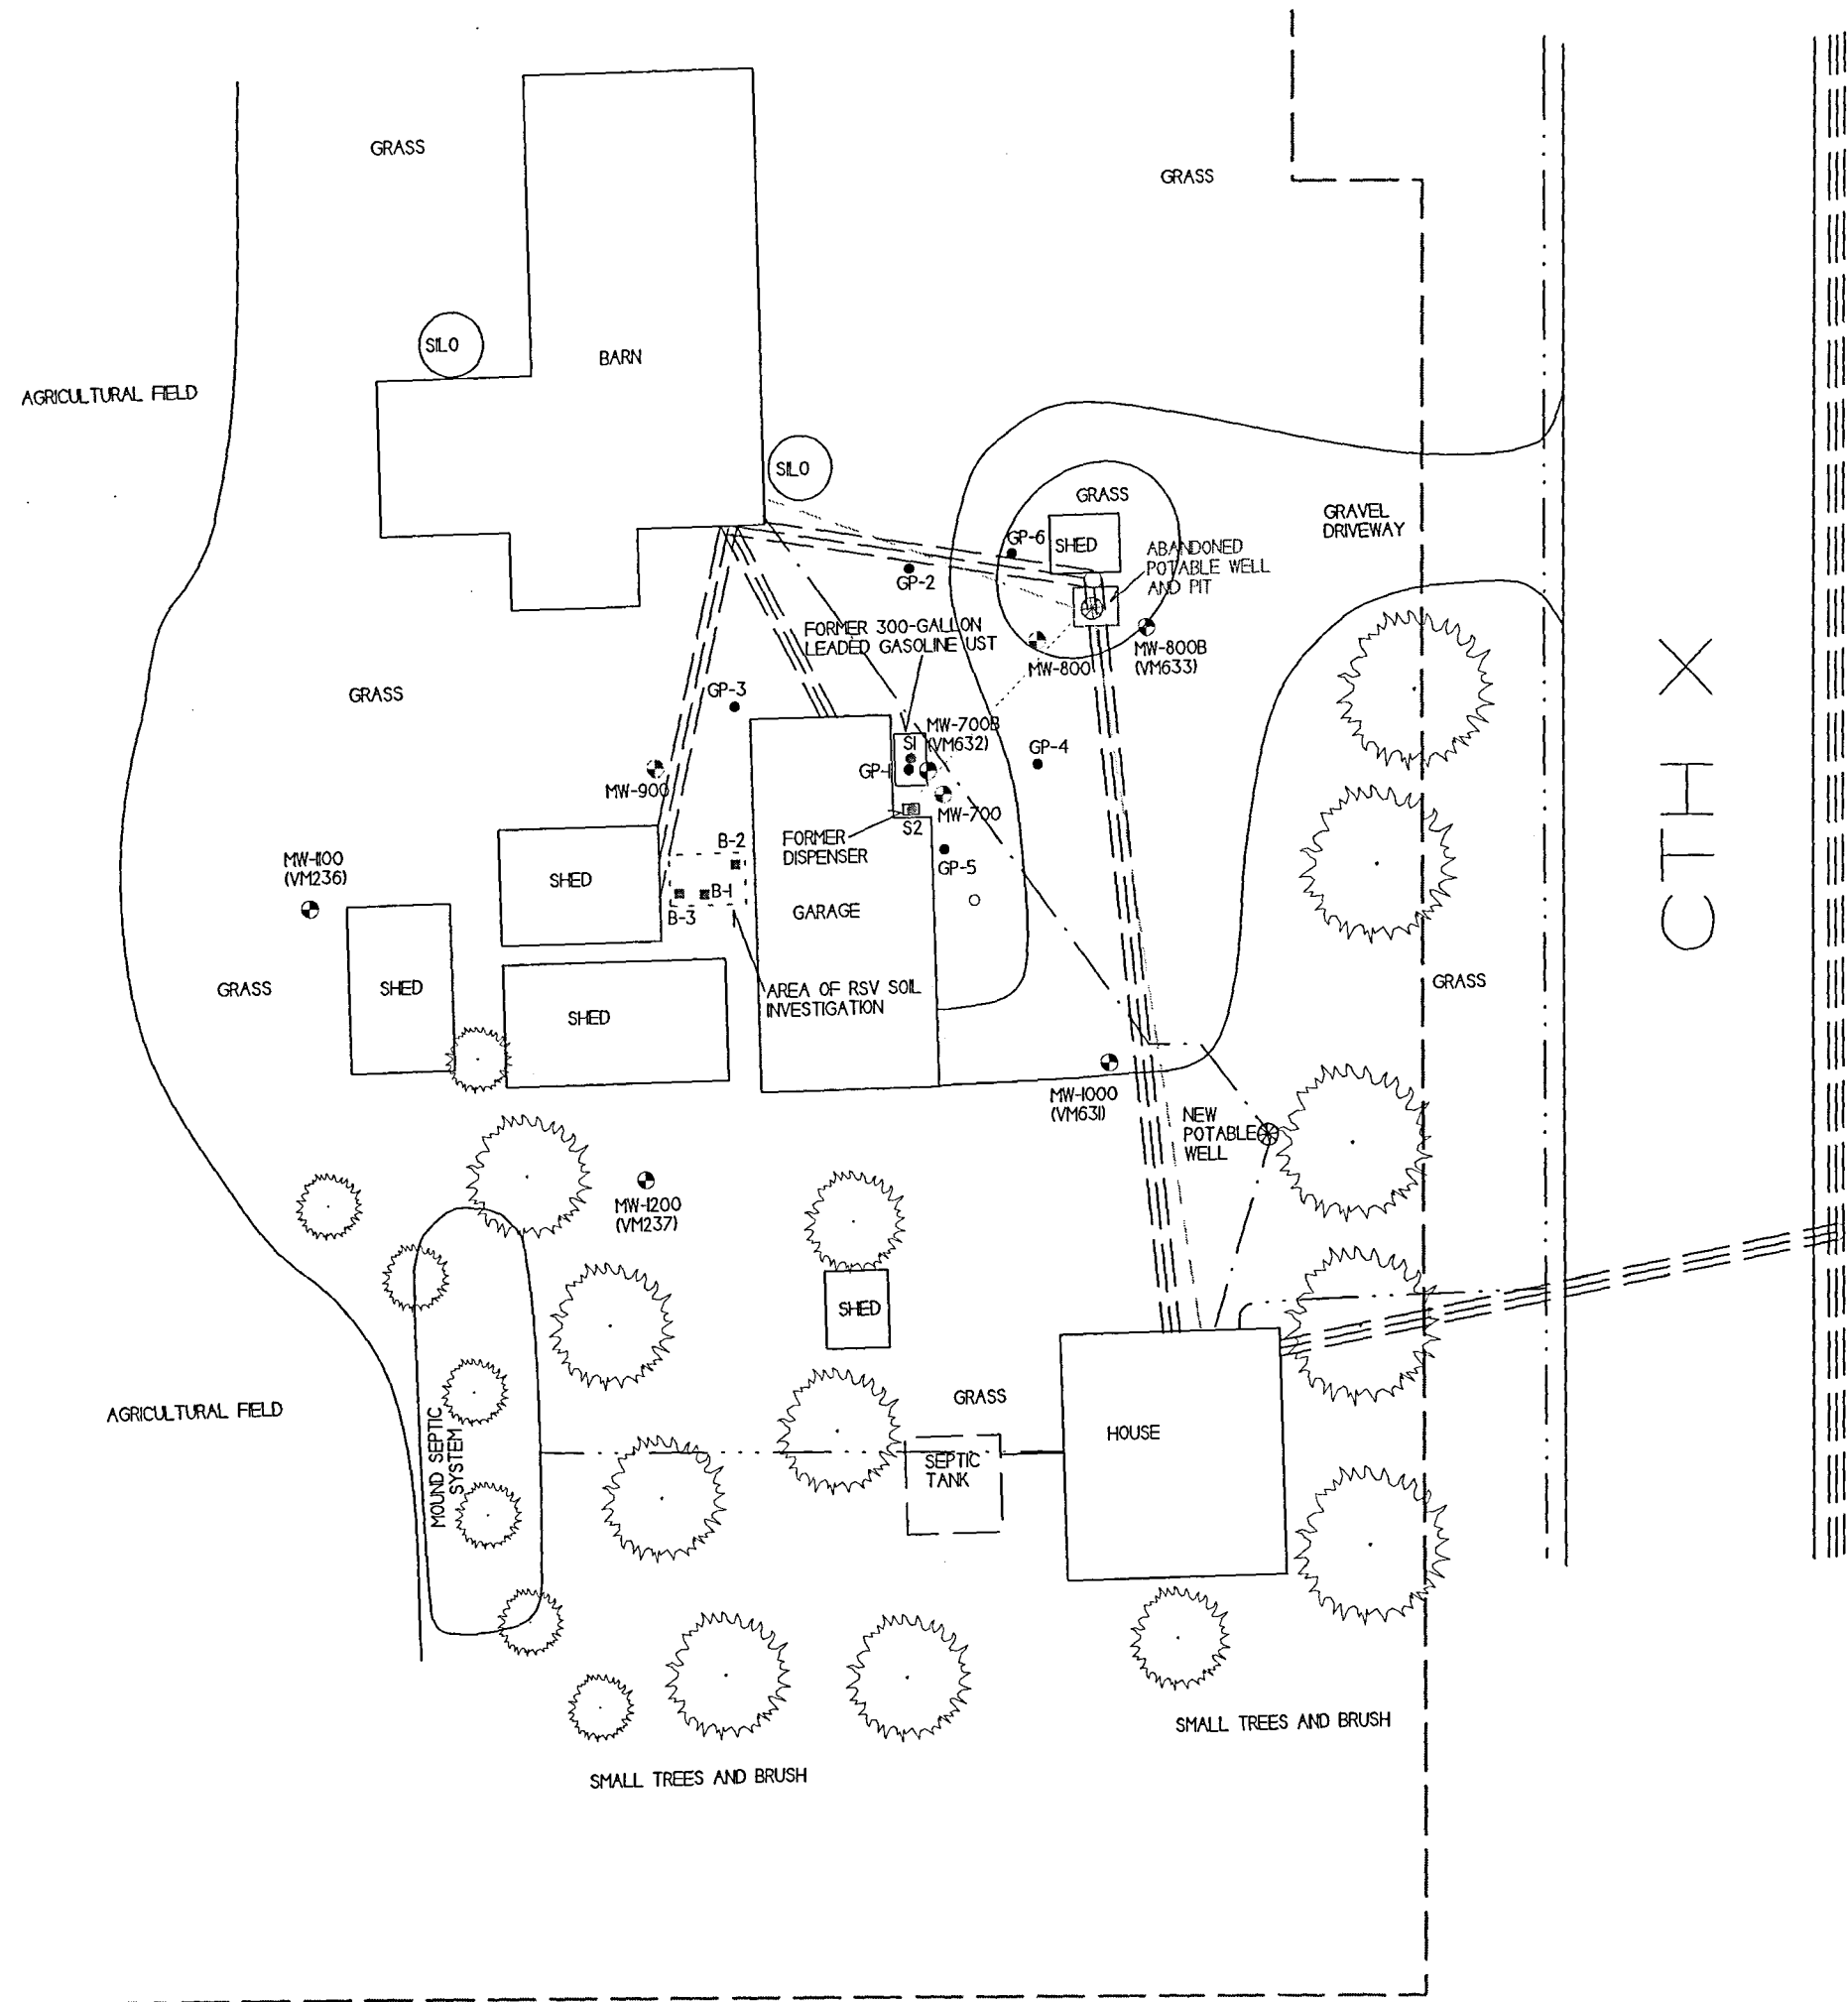 GRASS
GRASS
SILO
BARN
AGRICULTURAL FIELD
SILO
GRASS
GRAVEL
DRIVEWAY
GP-6
SHED
ABANDONED
POTABLE WELL
AND PIT
GP-2
FORMER 300-GALLON
LEADED GASOLINE UST
MW-800
MW-800B
(VM633)
GRASS
GP-3
MW-700B
(VM632)
S1
GP-1
GP-4
MW-900
MW-700
S2
FORMER
DISPENSER
CTH X
B-2
GP-5
MW-1100
(VM236)
SHED
B-1
B-3
GARAGE
GRASS
SHED
AREA OF RSV SOIL
INVESTIGATION
GRASS
SHED
MW-1000
(VM631)
NEW
POTABLE
WELL
MW-1200
(VM237)
SHED
GRASS
AGRICULTURAL FIELD
MOUND SEPTIC
SYSTEM
HOUSE
SEPTIC
TANK
SMALL TREES AND BRUSH
SMALL TREES AND BRUSH